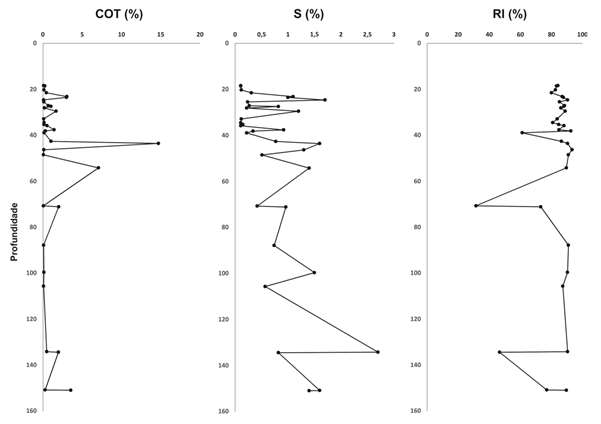 COT (%)
S (%)
RI (%)
0 5 10 15 20
0 0,5 1 1,5 2 2,5 3
0 20 40 60 80 100
0 0 0
20 20 20
40 40 40
60 60 60
80 80 80
100 100 100
120 120 120
140 140 140
160 160 160
Profundidade